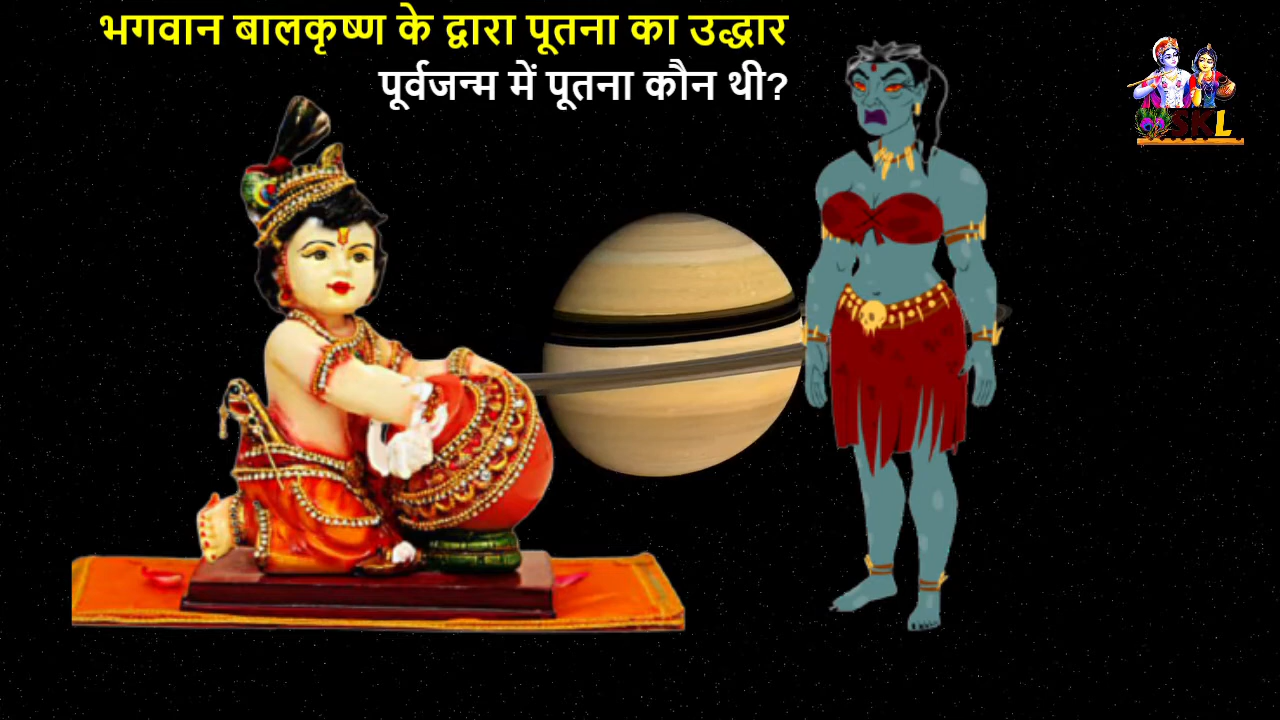 भगवान बालकृष्ण के द्वारा पूतना का उद्धार
पूर्वजन्म में पूतना कौन थी?
SKL